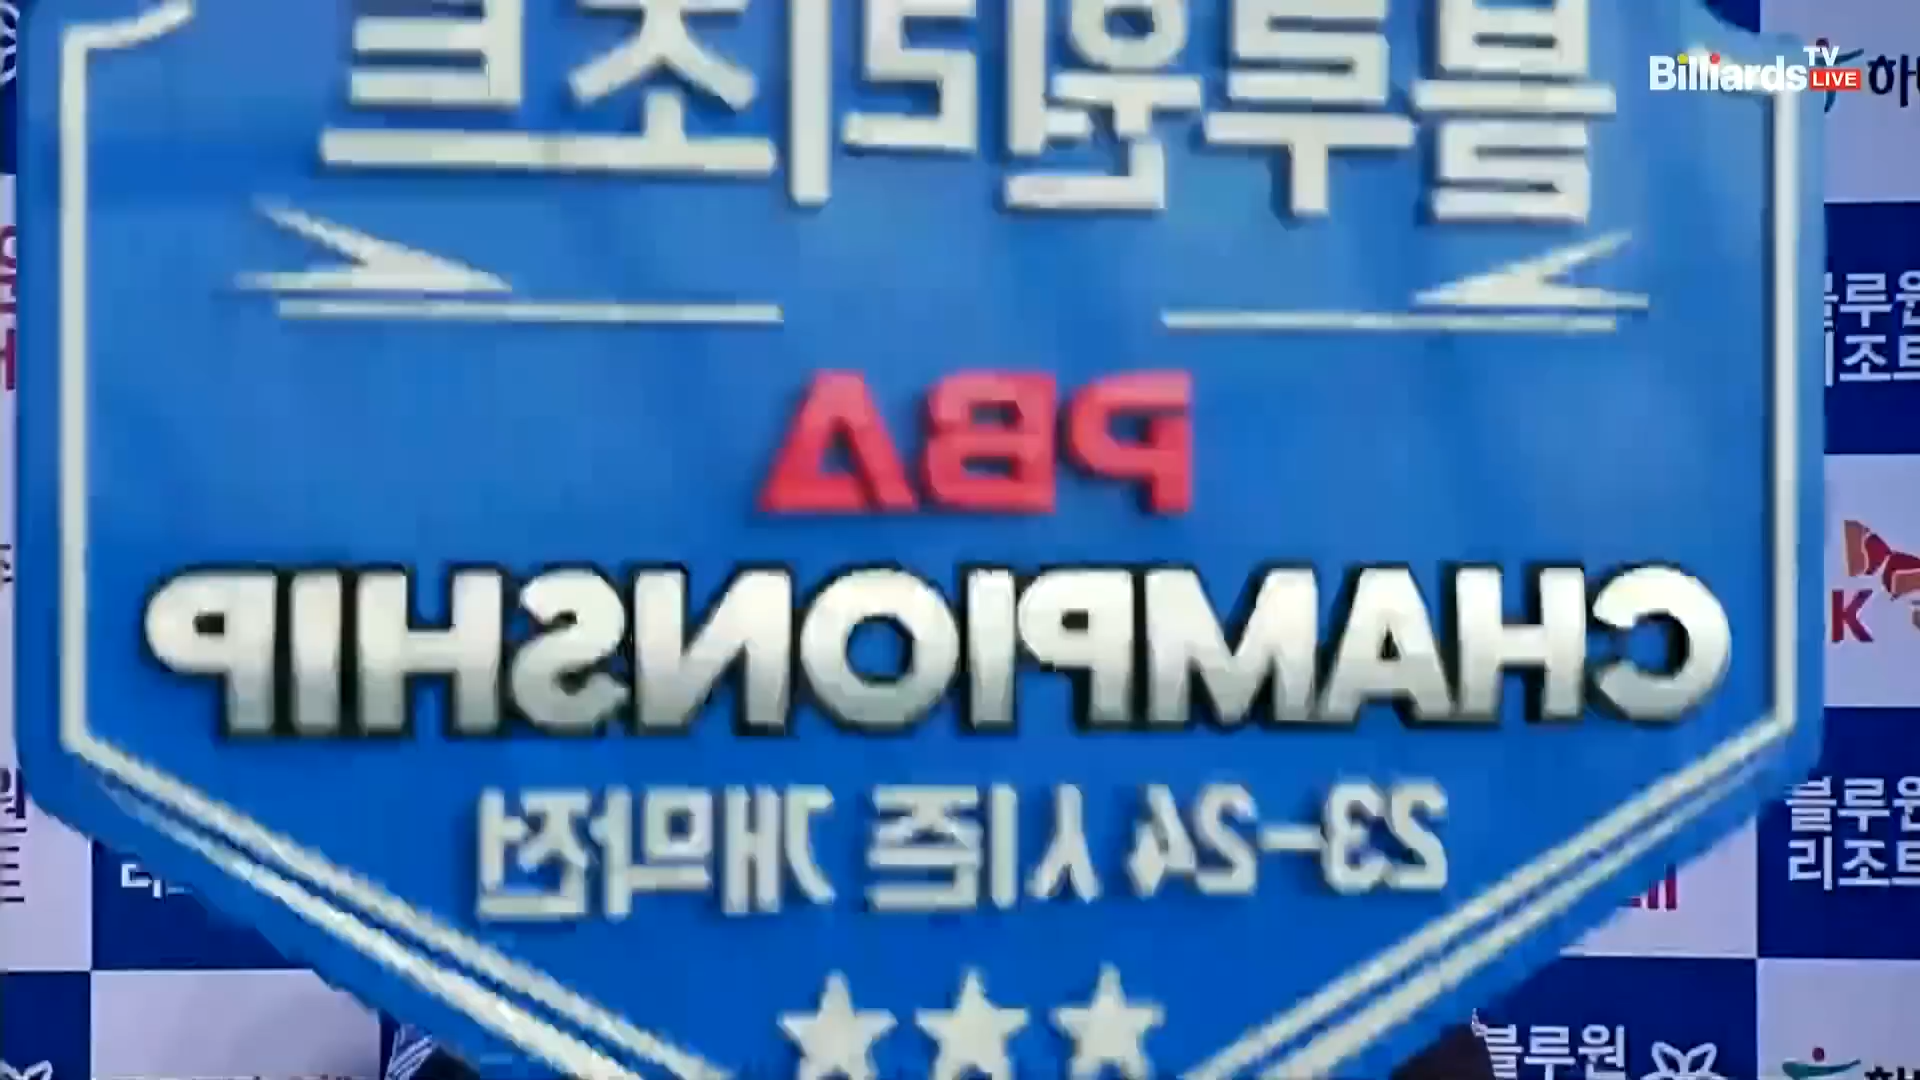 블루원리조트
PBA
CHAMPIONSHIP
23-24 시즌 개막전
Billiards TV LIVE
블루원
리조트
K
블루원
리조트
블루원